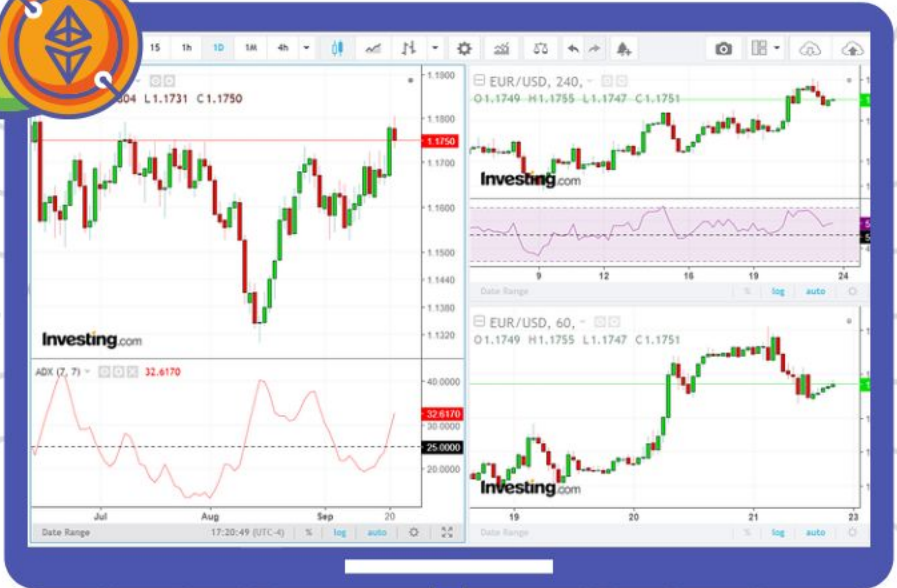 15 1h 1D 1M 4h
804 L1.1731 C1.1750
1.1900
1.1800
1.1750
1.1700
1.1600
1.1500
1.1440
1.1380
1.1320
Investing.com
ADX (7, 7) 32.6170
40.0000
32.6170
30.0000
25.0000
20.0000
Jul Aug Sep 20
Date Range 17:20:49 (UTC-4) % log auto
EUR/USD, 240,
O1.1749 H1.1755 L1.1747 C1.1751
Investing.com
9 12 16 19 24
Date Range % log auto
EUR/USD, 60,
O1.1749 H1.1755 L1.1747 C1.1751
Investing.com
19 20 21 23
Date Range % log auto